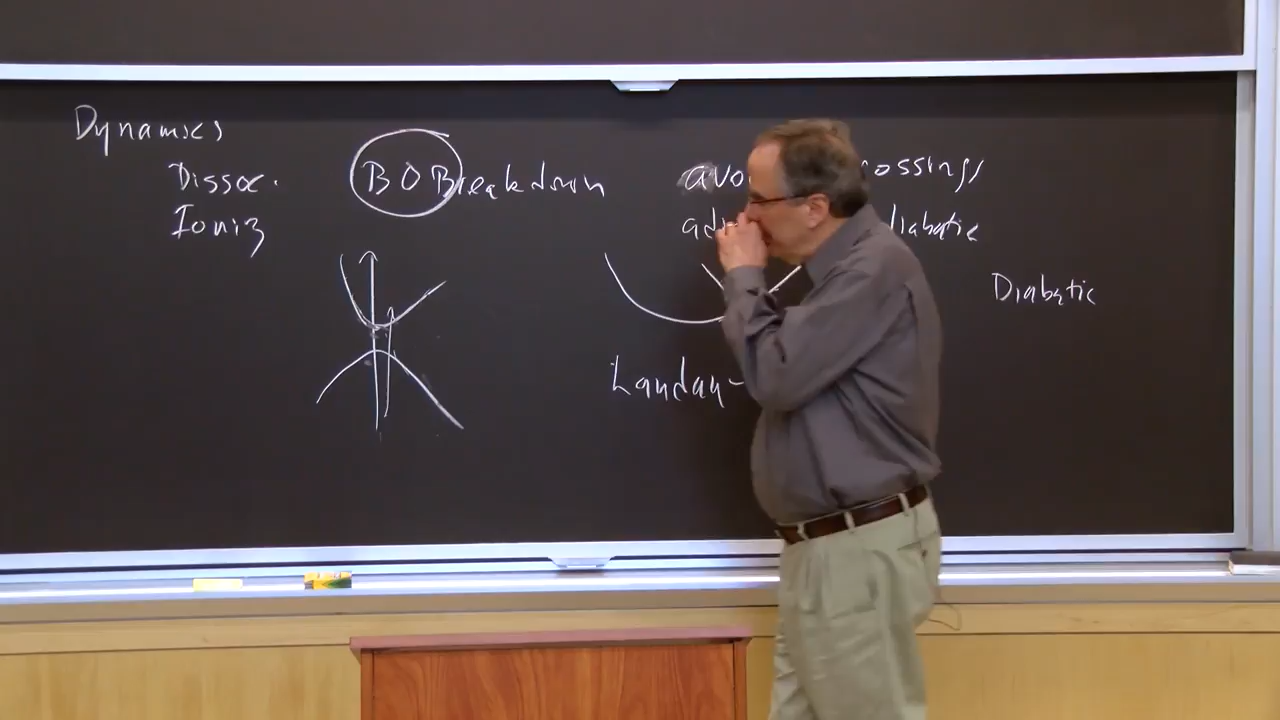 Dynamics
Dissoc.
Ioniz
BO Breakdown
Landau-
Diabatic